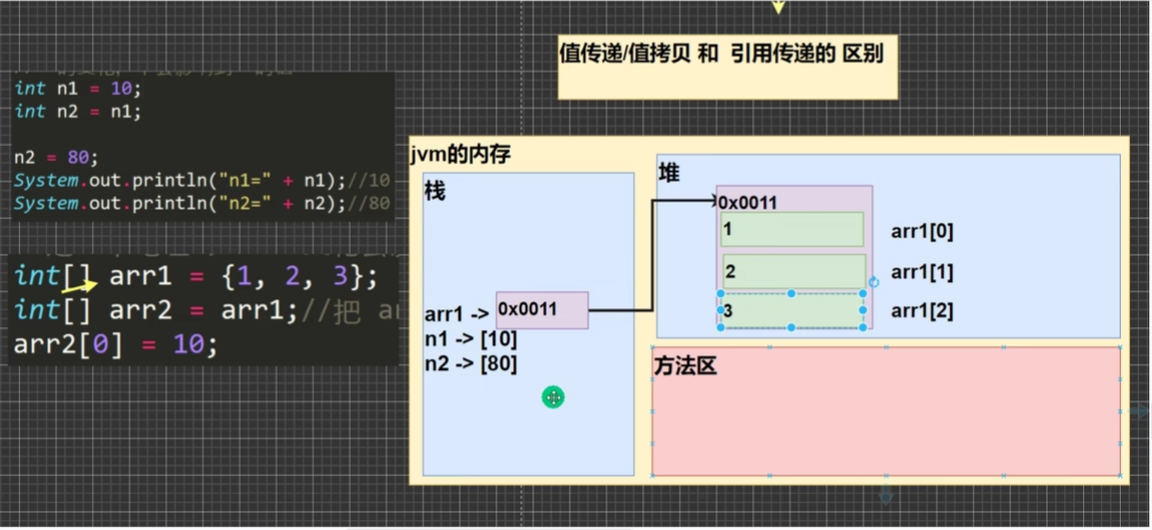 值传递/值拷贝 和 引用传递的 区别
int n1 = 10;
int n2 = n1;
n2 = 80;
System.out.println("n1=" + n1);//10
System.out.println("n2=" + n2);//80
int[] arr1 = {1, 2, 3};
int[] arr2 = arr1;//把
arr2[0] = 10;
jvm的内存
栈
arr1 -> 0x0011
n1 -> [10]
n2 -> [80]
堆
0x0011
1 arr1[0]
2 arr1[1]
3 arr1[2]
方法区